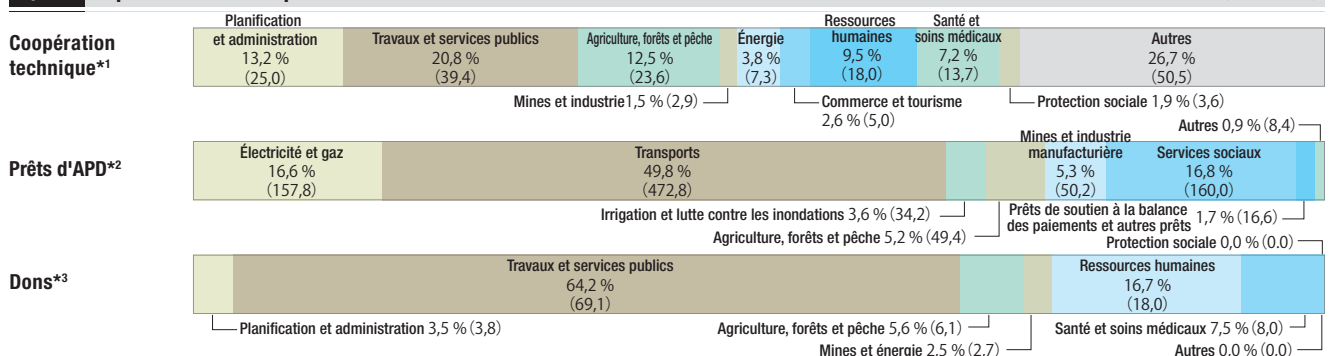 Planification
et administration
13,2 %
(25,0)
Travaux et services publics
20,8 %
(39,4)
Agriculture, forêts et pêche
12,5 %
(23,6)
Énergie
3,8 %
(7,3)
Ressources
humaines
9,5 %
(18,0)
Santé et
soins médicaux
7,2 %
(13,7)
Autres
26,7 %
(50,5)
Coopération
technique*1
Mines et industrie1,5 % (2,9)
Commerce et tourisme
2,6 % (5,0)
Protection sociale 1,9 % (3,6)
Autres 0,9 % (8,4)
Prêts d'APD*2
Électricité et gaz
16,6 %
(157,8)
Transports
49,8 %
(472,8)
Mines et industrie
manufacturière
5,3 %
(50,2)
Services sociaux
16,8 %
(160,0)
Irrigation et lutte contre les inondations 3,6 % (34,2)
Agriculture, forêts et pêche 5,2 % (49,4)
Prêts de soutien à la balance
des paiements et autres prêts 1,7 % (16,6)
Protection sociale 0,0 % (0.0)
Dons*3
Travaux et services publics
64,2 %
(69,1)
Ressources humaines
16,7 %
(18,0)
Planification et administration 3,5 % (3,8)
Agriculture, forêts et pêche 5,6 % (6,1)
Mines et énergie 2,5 % (2,7)
Santé et soins médicaux 7,5 % (8,0)
Autres 0,0 % (0.0)